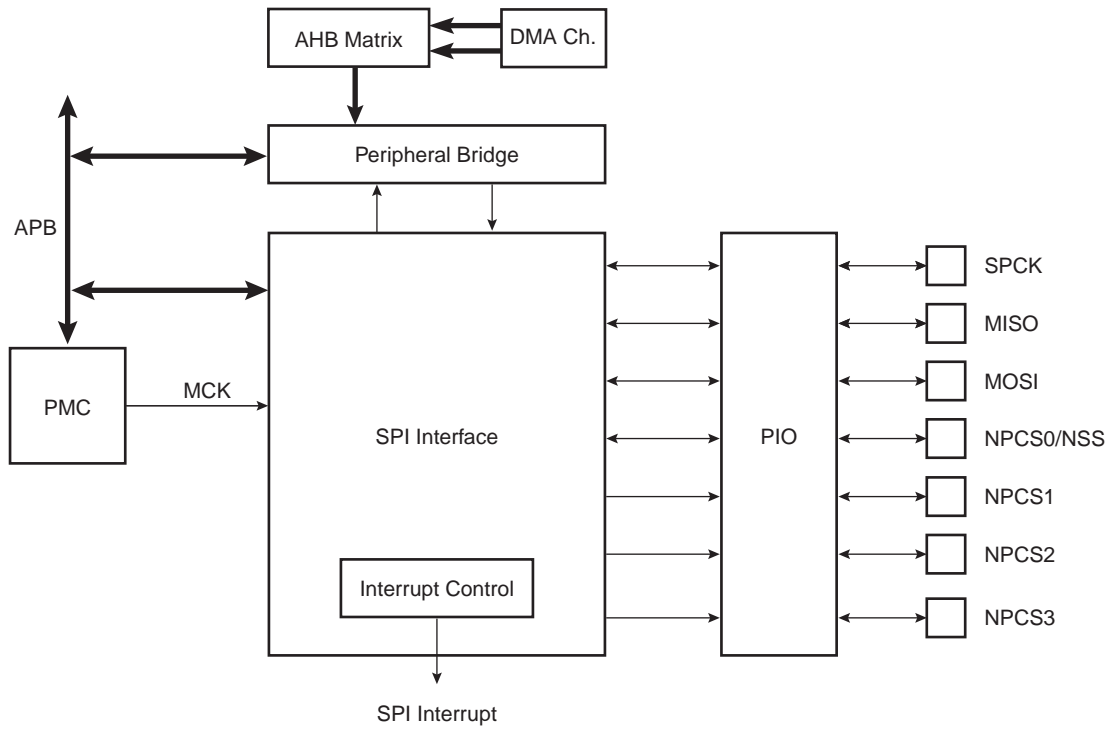 AHB Matrix
DMA Ch.
Peripheral Bridge
APB
SPCK
MISO
MCK
MOSI
PMC
SPI Interface
PIO
NPCS0/NSS
NPCS1
NPCS2
Interrupt Control
NPCS3
SPI Interrupt